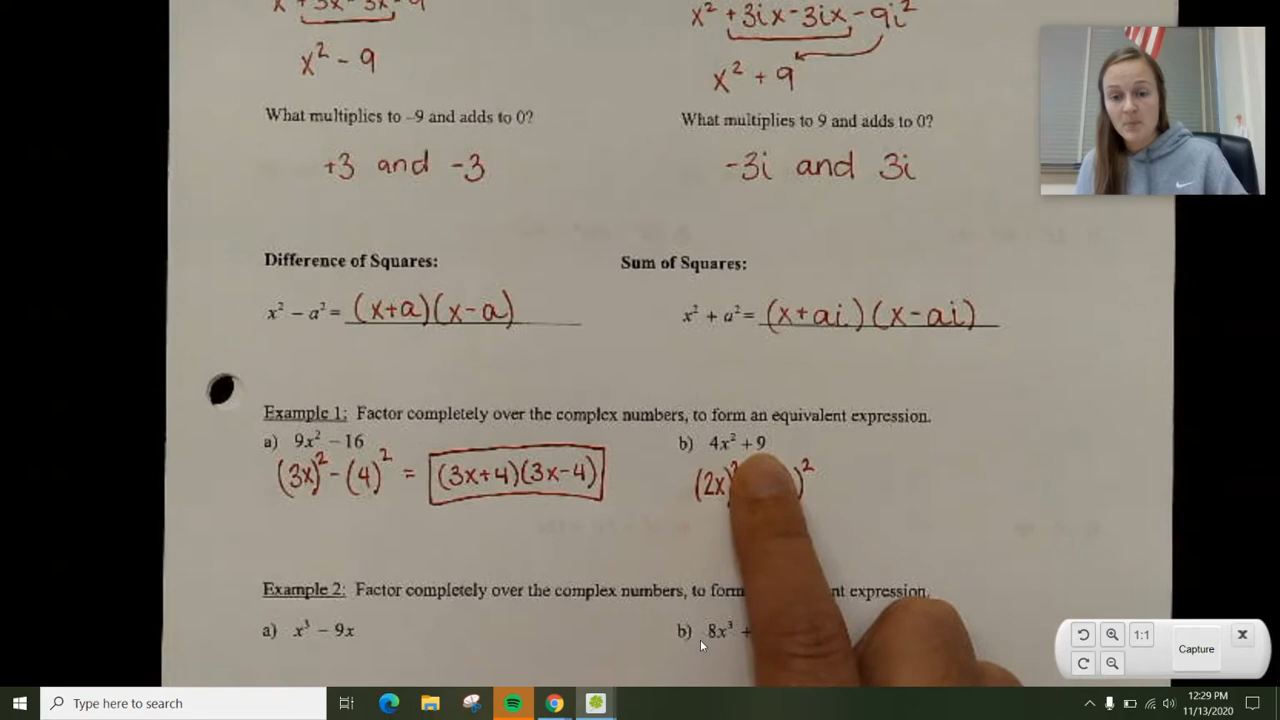 x² + 3ix - 3ix, - 9i²
x² - 9
x² + 9
What multiplies to –9 and adds to 0?
What multiplies to 9 and adds to 0?
+3 and -3
-3i and 3i
Difference of Squares:
Sum of Squares:
x² – a² = (x+a)(x-a)
x² + a² = (x+ai)(x-ai)
Example 1: Factor completely over the complex numbers, to form an equivalent expression.
a) 9x² – 16
b) 4x² + 9
(3x)² - (4)² = (3x+4)(3x-4)
(2x)² )²
Example 2: Factor completely over the complex numbers, to form nt expression.
a) x³ – 9x
b) 8x³ +
1:1
Capture
Type here to search
12:29 PM
11/13/2020